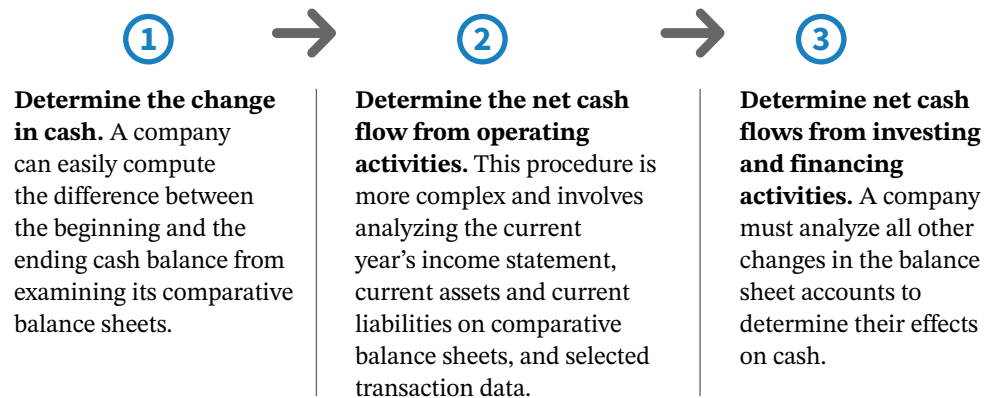 1
2
3
Determine the change
in cash. A company
can easily compute
the difference between
the beginning and the
ending cash balance from
examining its comparative
balance sheets.
Determine the net cash
flow from operating
activities. This procedure is
more complex and involves
analyzing the current
year’s income statement,
current assets and current
liabilities on comparative
balance sheets, and selected
transaction data.
Determine net cash
flows from investing
and financing
activities. A company
must analyze all other
changes in the balance
sheet accounts to
determine their effects
on cash.